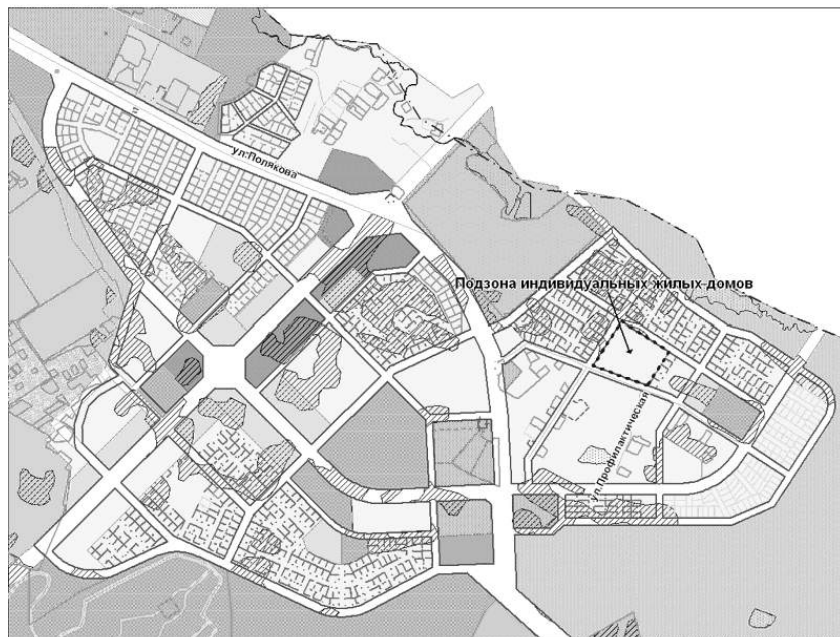 ул.Полякова
Подзона индивидуальных жилых домов
ул.Профилактическая